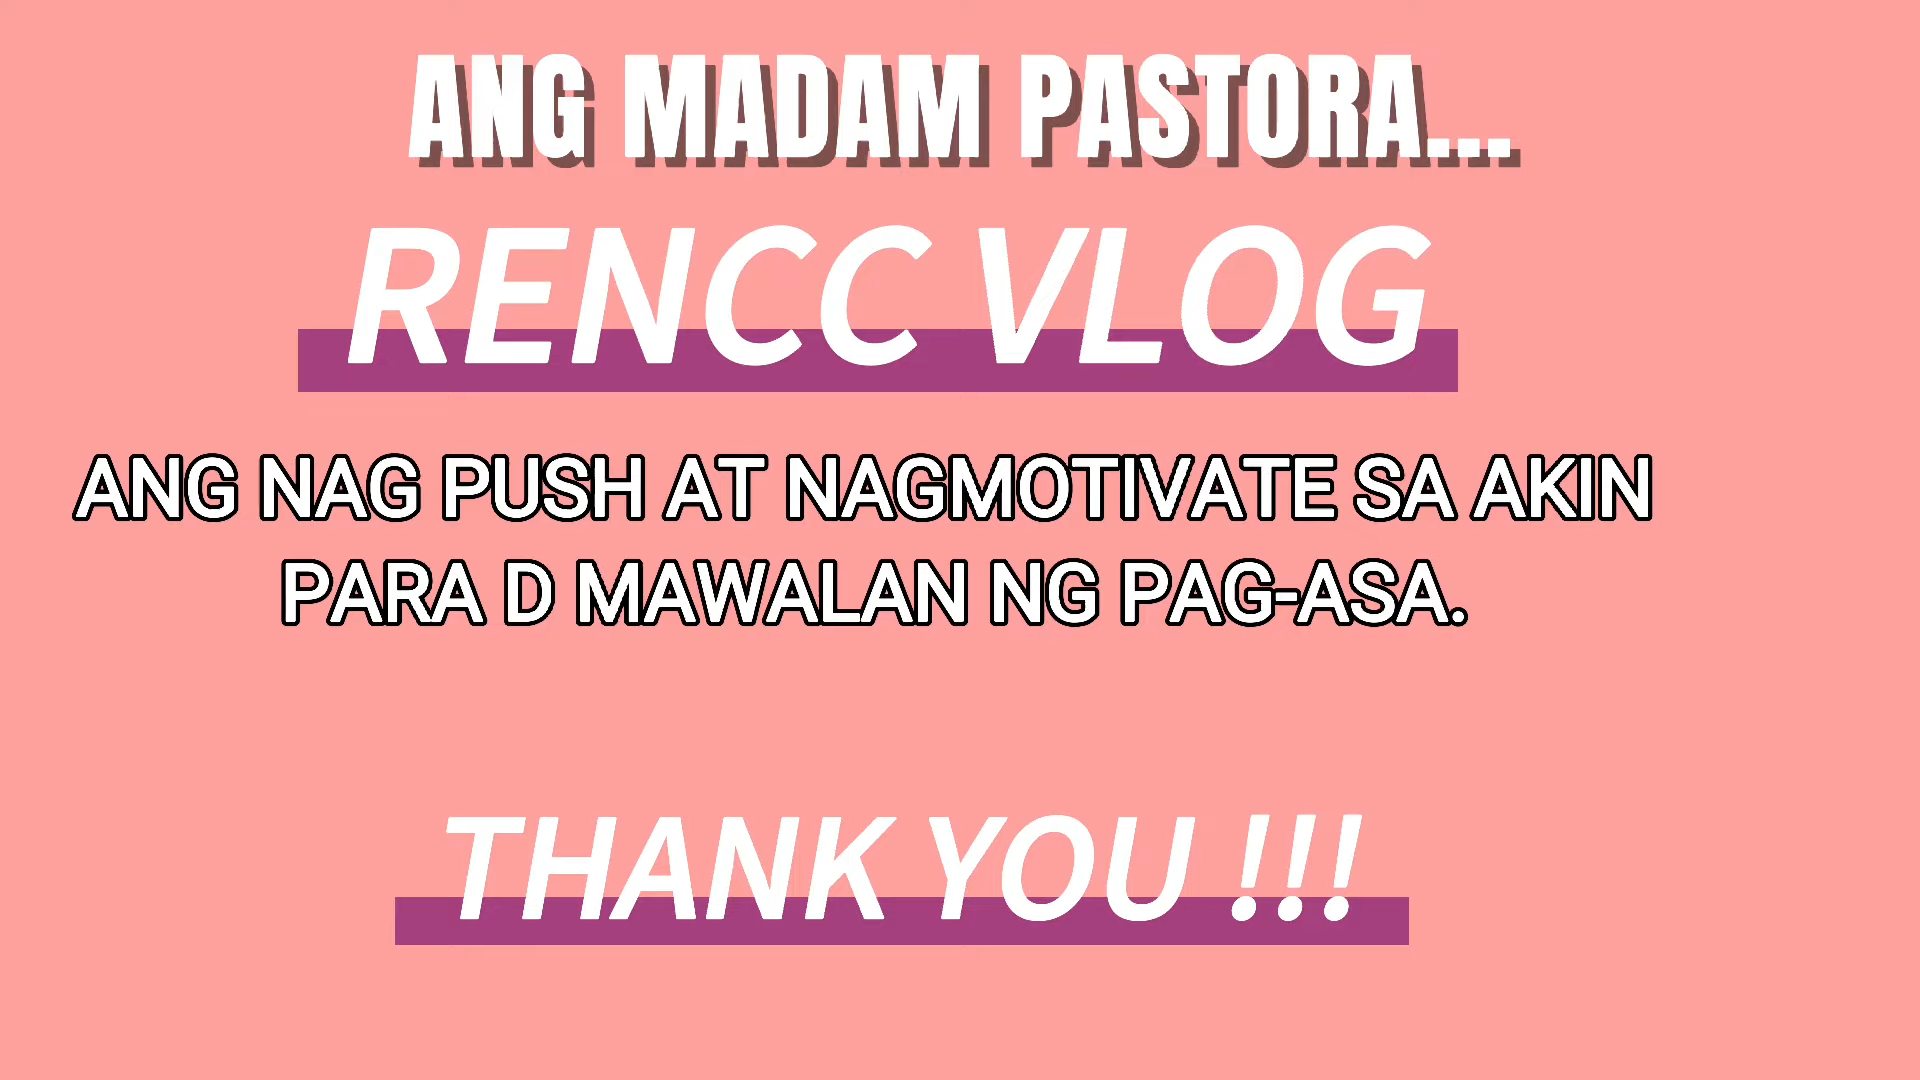 ANG MADAM PASTORA...
RENCC VLOG
ANG NAG PUSH AT NAGMOTIVATE SA AKIN
PARA D MAWALAN NG PAG-ASA.
THANK YOU !!!